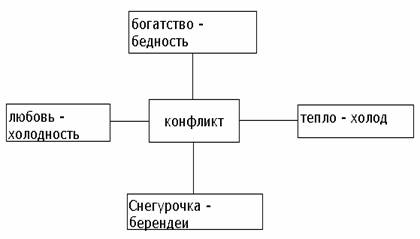 богатство -
бедность
любовь -
холодность
конфликт
тепло - холод
Снегурочка -
берендеи